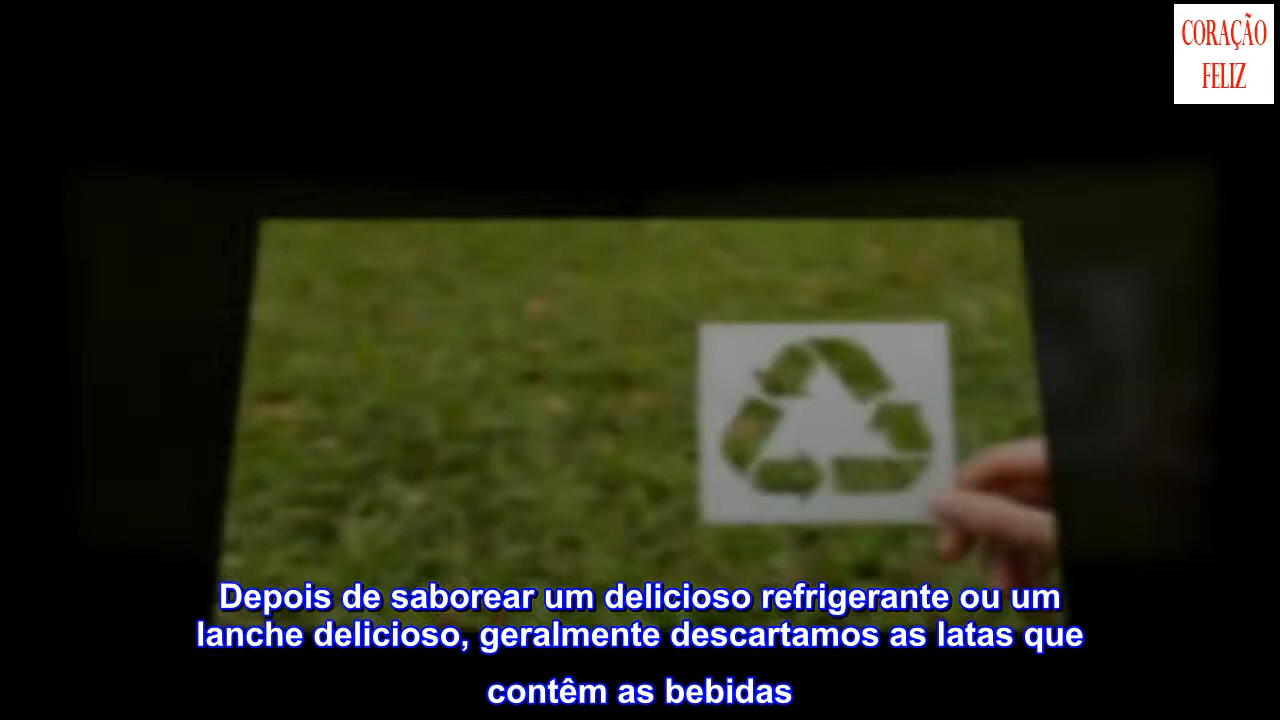 CORAÇÃO
FELIZ
Depois de saborear um delicioso refrigerante ou um
lanche delicioso, geralmente descartamos as latas que
contêm as bebidas